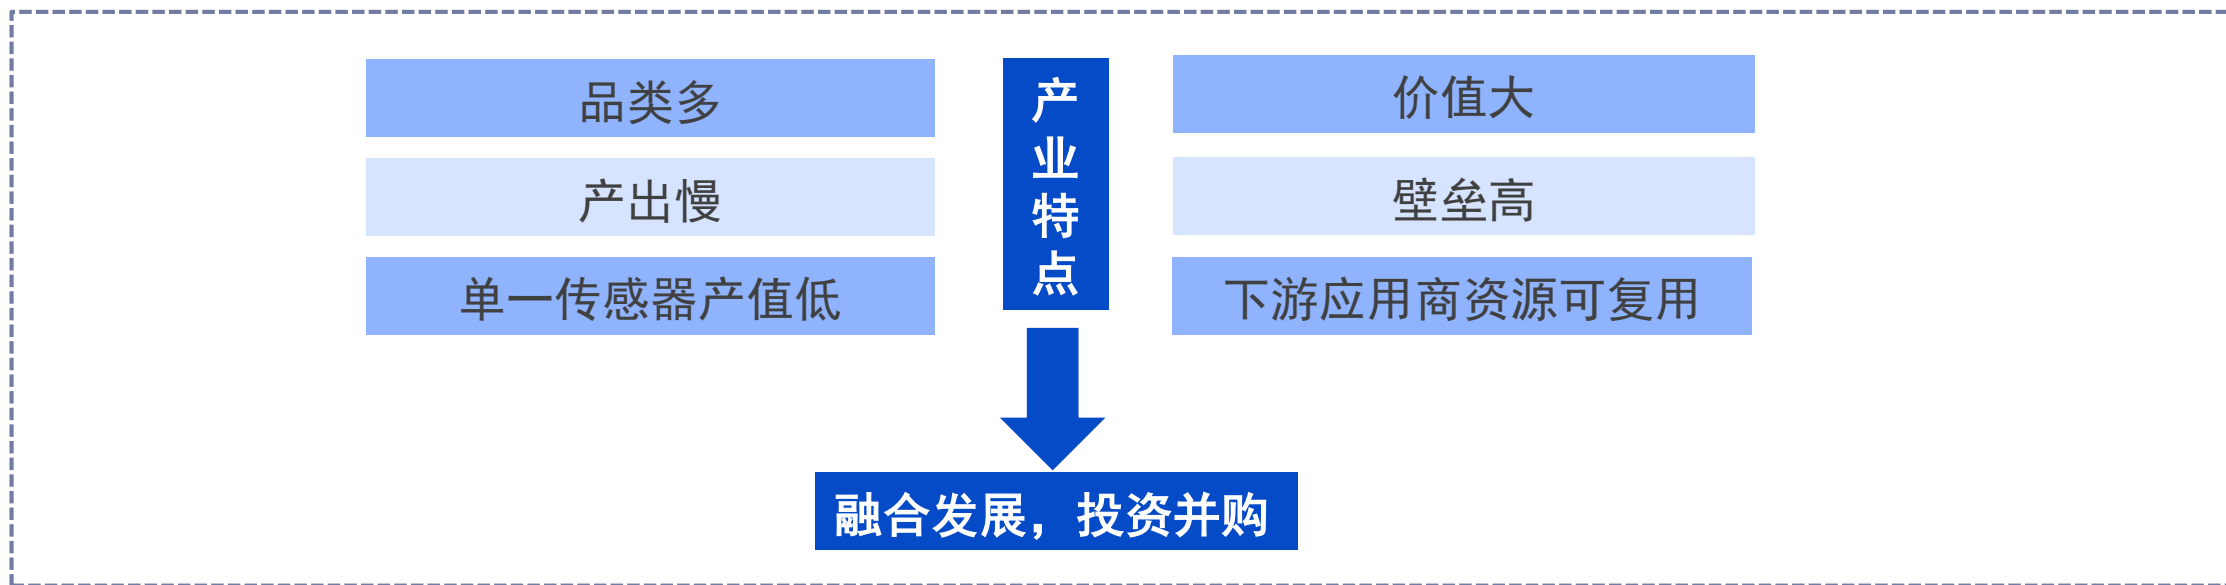 品类多
产出慢
单一传感器产值低
产业特点
价值大
壁垒高
下游应用商资源可复用
融合发展，投资并购